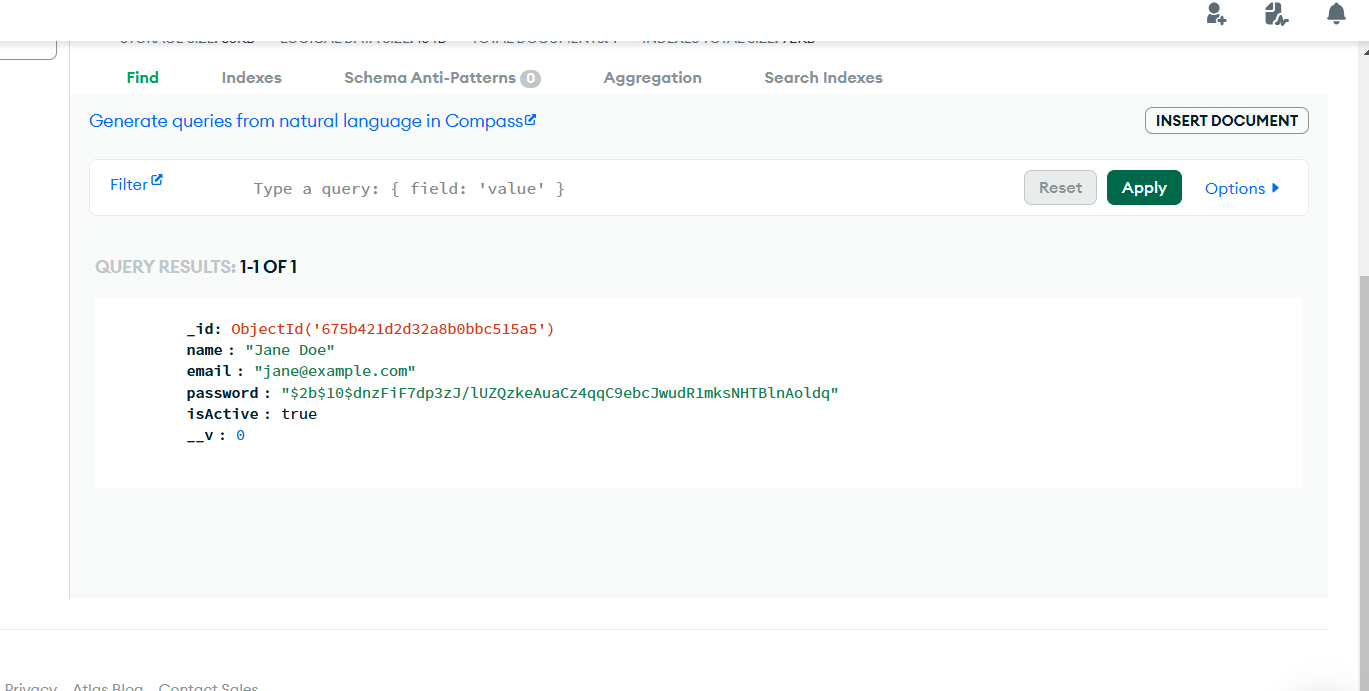 Find Indexes Schema Anti-Patterns 0 Aggregation Search Indexes
Generate queries from natural language in Compass
INSERT DOCUMENT
Filter
Type a query: { field: 'value' }
Reset
Apply
Options
QUERY RESULTS: 1-1 OF 1
_id: ObjectId('675b421d2d32a8b0bbc515a5')
name : "Jane Doe"
email : "jane@example.com"
password : "$2b$10$dnzFiF7dp3zJ/lUZQzkeAuaCz4qqC9ebcJwudR1mksNHTBlnAoldq"
isActive : true
__v : 0
Privacy Atlas Blog Contact Sales